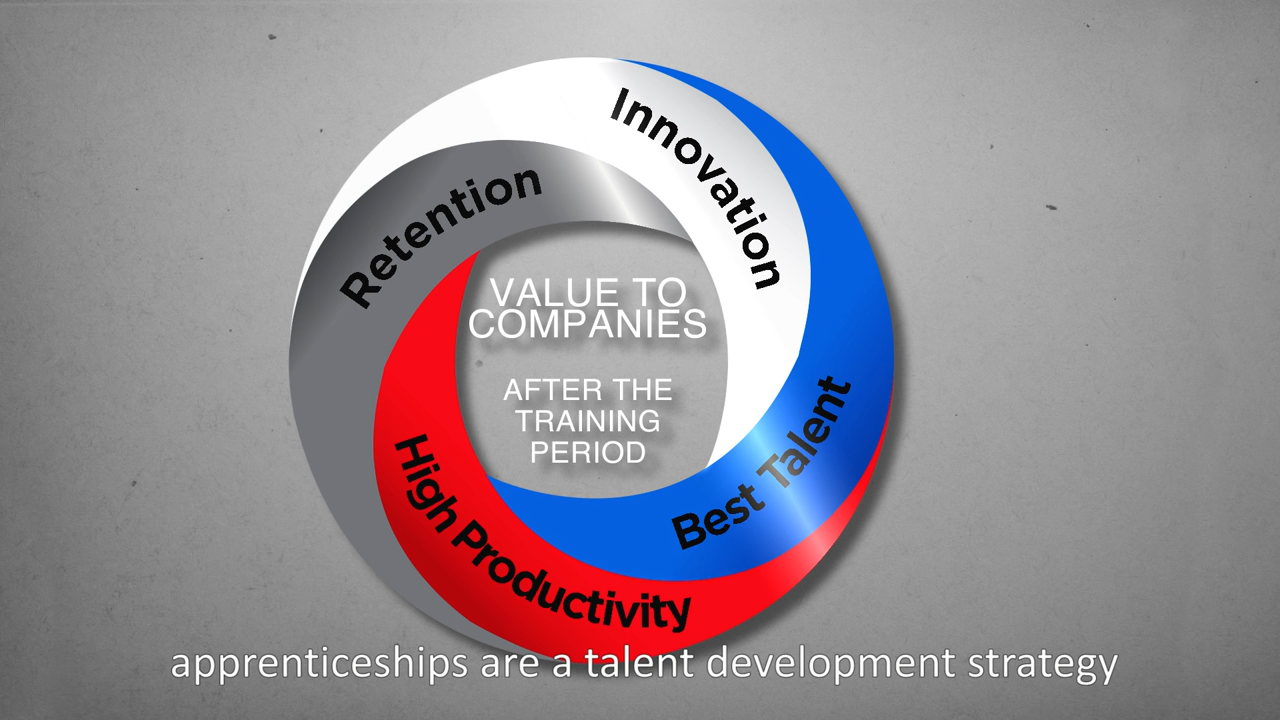 Innovation
Retention
VALUE TO
COMPANIES
AFTER THE
TRAINING
PERIOD
Best Talent
High Productivity
apprenticeships are a talent development strategy